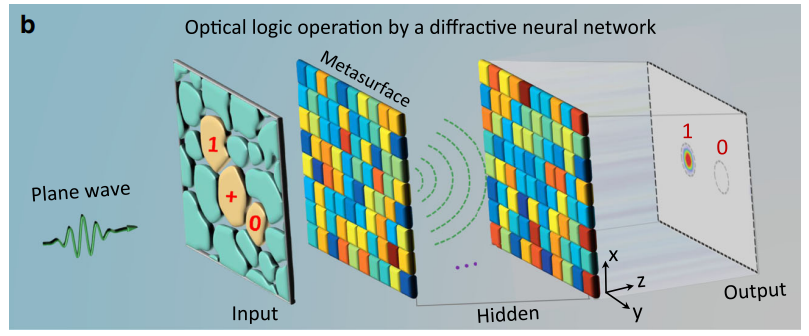 b
Optical logic operation by a diffractive neural network
Metasurface
1
+
0
Plane wave
1
0
...
x
z
y
Input
Hidden
Output